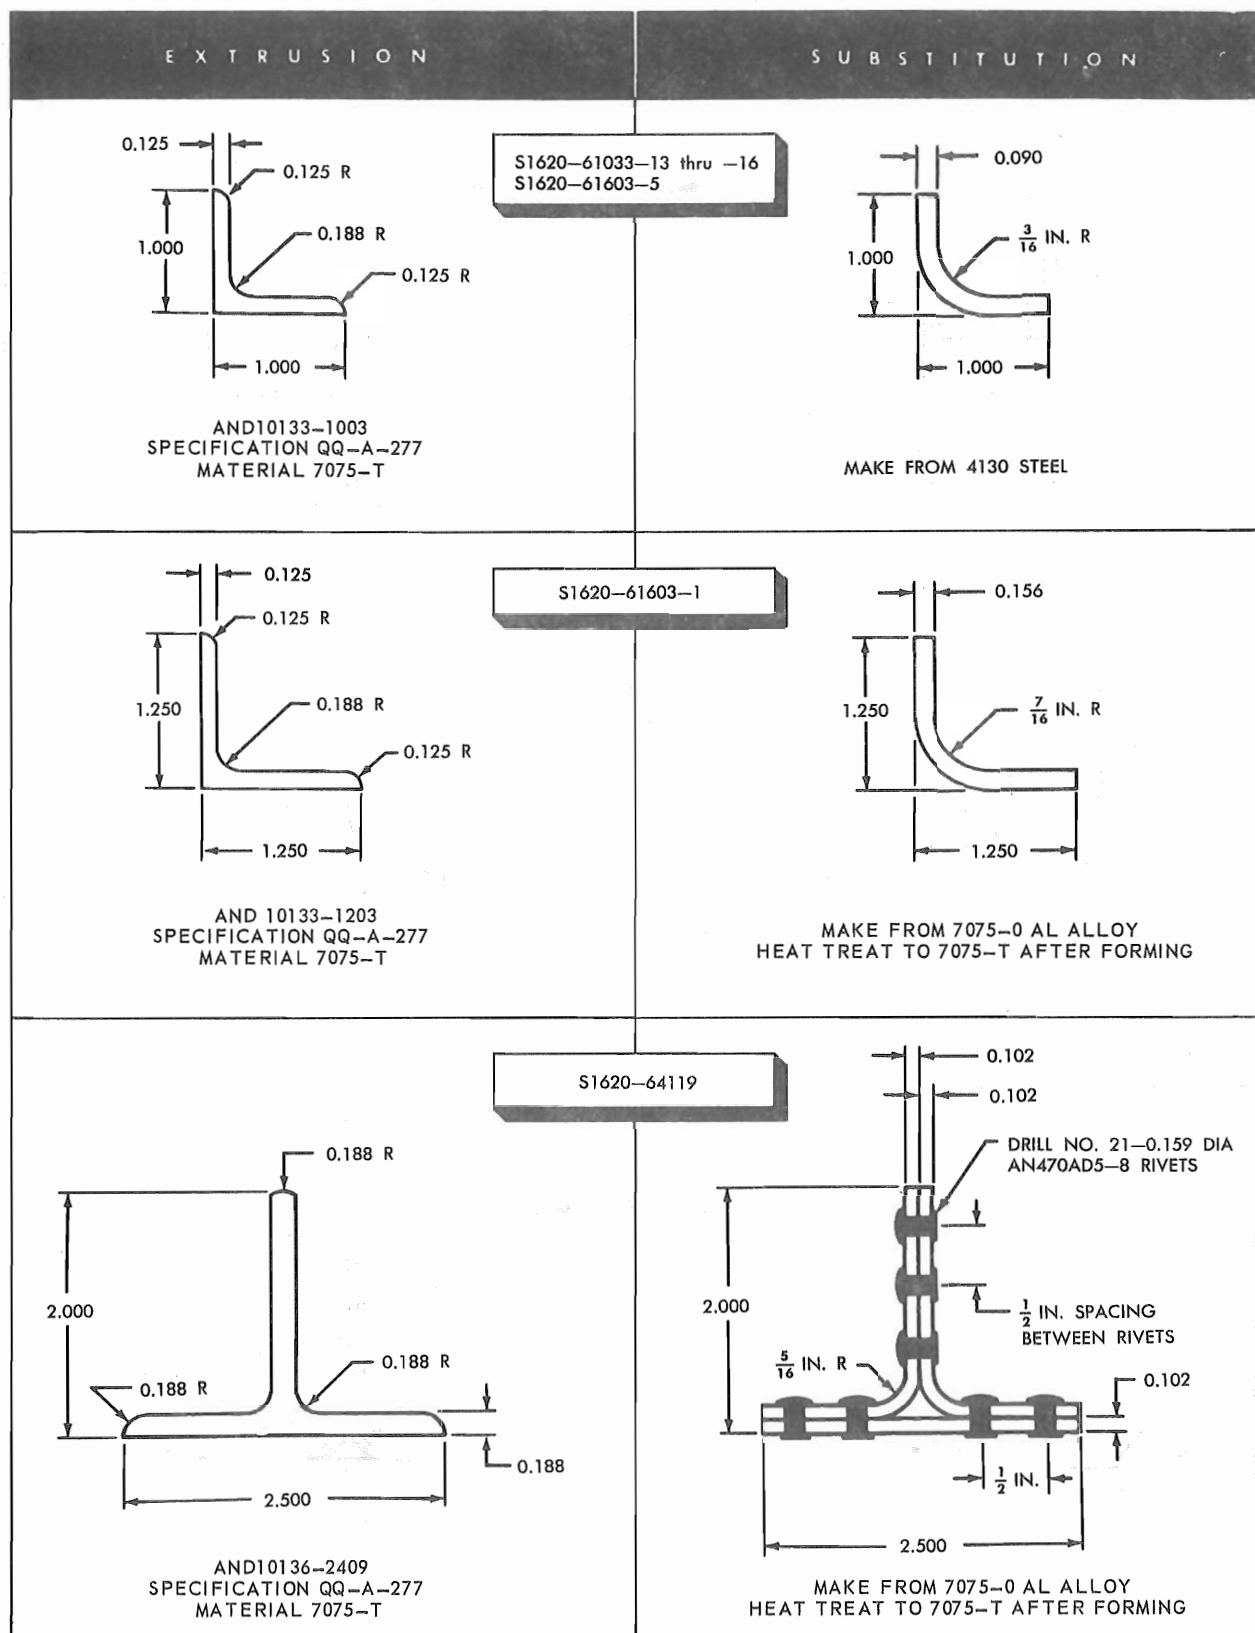 EXTRUSION
SUBSTITUTION
S1620–61033–13 thru –16
S1620–61603–5
0.125
0.125 R
0.188 R
1.000
0.125 R
1.000
AND10133–1003
SPECIFICATION QQ–A–277
MATERIAL 7075–T
0.090
3/16 IN. R
1.000
1.000
MAKE FROM 4130 STEEL
S1620–61603–1
0.125
0.125 R
0.188 R
1.250
0.125 R
1.250
AND 10133–1203
SPECIFICATION QQ–A–277
MATERIAL 7075–T
0.156
7/16 IN. R
1.250
1.250
MAKE FROM 7075–0 AL ALLOY
HEAT TREAT TO 7075–T AFTER FORMING
S1620–64119
0.188 R
2.000
0.188 R
0.188 R
0.188
2.500
AND10136–2409
SPECIFICATION QQ–A–277
MATERIAL 7075–T
0.102
0.102
DRILL NO. 21–0.159 DIA
AN470AD5–8 RIVETS
2.000
1/2 IN. SPACING
BETWEEN RIVETS
5/16 IN. R
0.102
1/2 IN.
2.500
MAKE FROM 7075–0 AL ALLOY
HEAT TREAT TO 7075–T AFTER FORMING